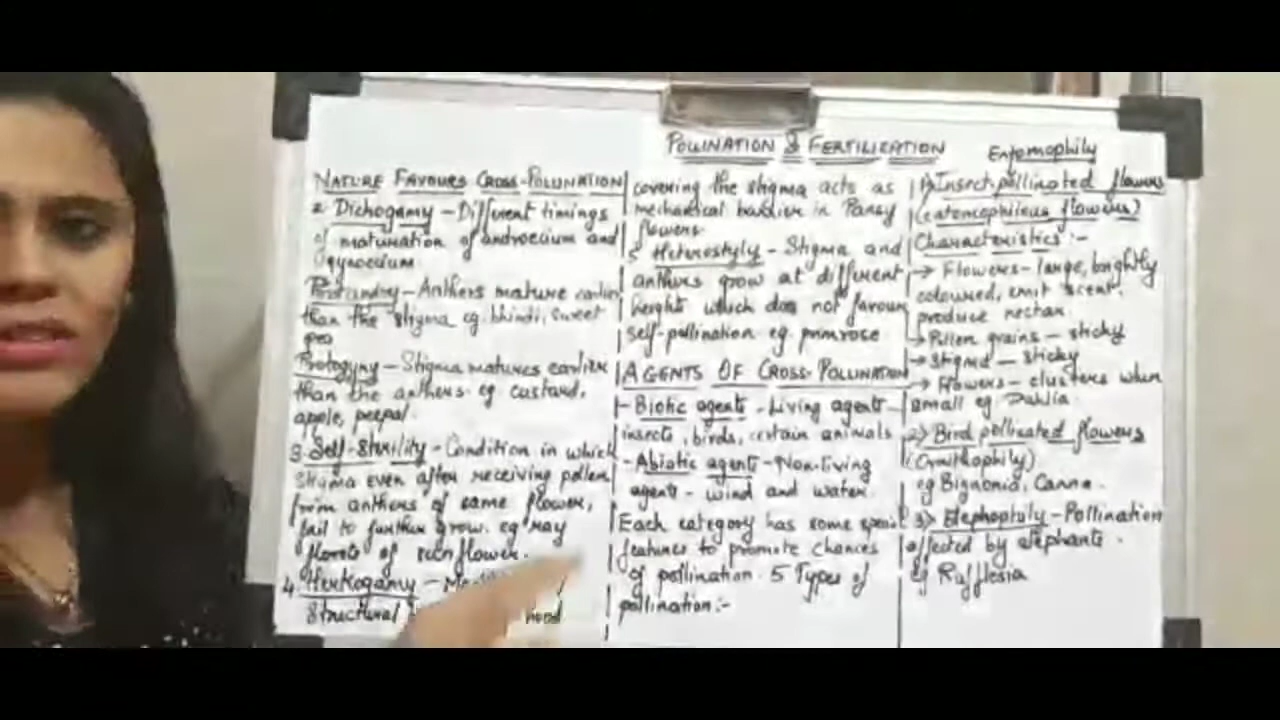 POLLINATION & FERTILIZATION
NATURE FAVOURS CROSS-POLLINATION
2. Dichogamy - Different timings
of maturation of androecium and
gynoecium
Protandry - Anthers mature earlier
than the stigma eg. bhindi, sweet
pea
Protogyny - Stigma matures earlier
than the anthers eg. custard,
apple, peepal.
3. Self-Sterility - Condition in which
stigma even after receiving pollen
from anthers of same flower,
fail to further grow. eg ray
florets of sunflower.
4. Herkogamy -
Structural hood
covering the stigma acts as
mechanical barrier in Pansy
flowers
5 Heterostyly - Stigma and
anthers grow at different
heights which does not favour
self-pollination eg. primrose
AGENTS OF CROSS-POLLINATION
- Biotic agents - Living agent-
insects, birds, certain animals
- Abiotic agent - Non-living
agent - wind and water.
Each category has some special
features to promote chances
of pollination. 5 Types of
pollination:-
Entomophily
1) Insect-pollinated flowers
(entomophilous flowers)
Characteristics:-
→ Flowers - large, brightly
coloured, emit scent,
produce nectar.
→ Pollen grains - sticky
→ Stigma - sticky
→ Flowers - clusters when
small eg Dahlia.
2) Bird pollinated flowers
(Ornithophily)
eg Bignonia, Canna.
3) Elephophily - Pollination
affected by elephants.
eg Rafflesia